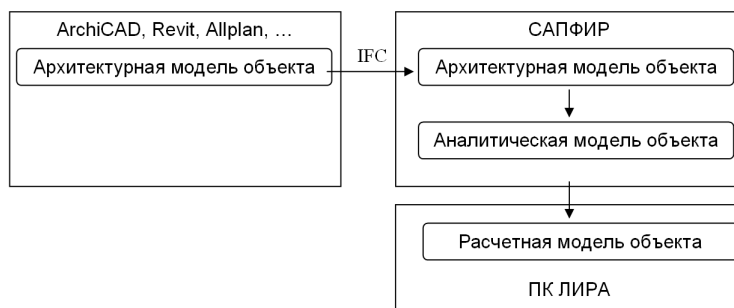 ArchiCAD, Revit, Allplan, ...
Архитектурная модель объекта
IFC
САПФИР
Архитектурная модель объекта
Аналитическая модель объекта
Расчетная модель объекта
ПК ЛИРА